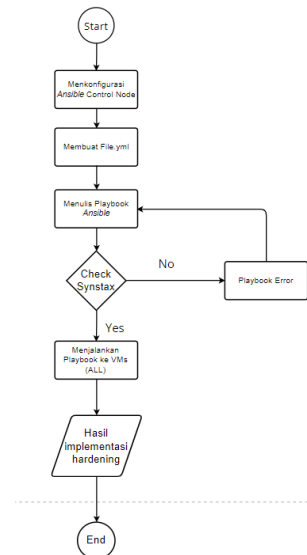 Start
Menkonfigurasi
Ansible Control Node
Membuat File.yml
Menulis Playbook
Ansible
Check
Synstax
No
Playbook Error
Yes
Menjalankan
Playbook ke VMs
(ALL)
Hasil
implementasi
hardening
End